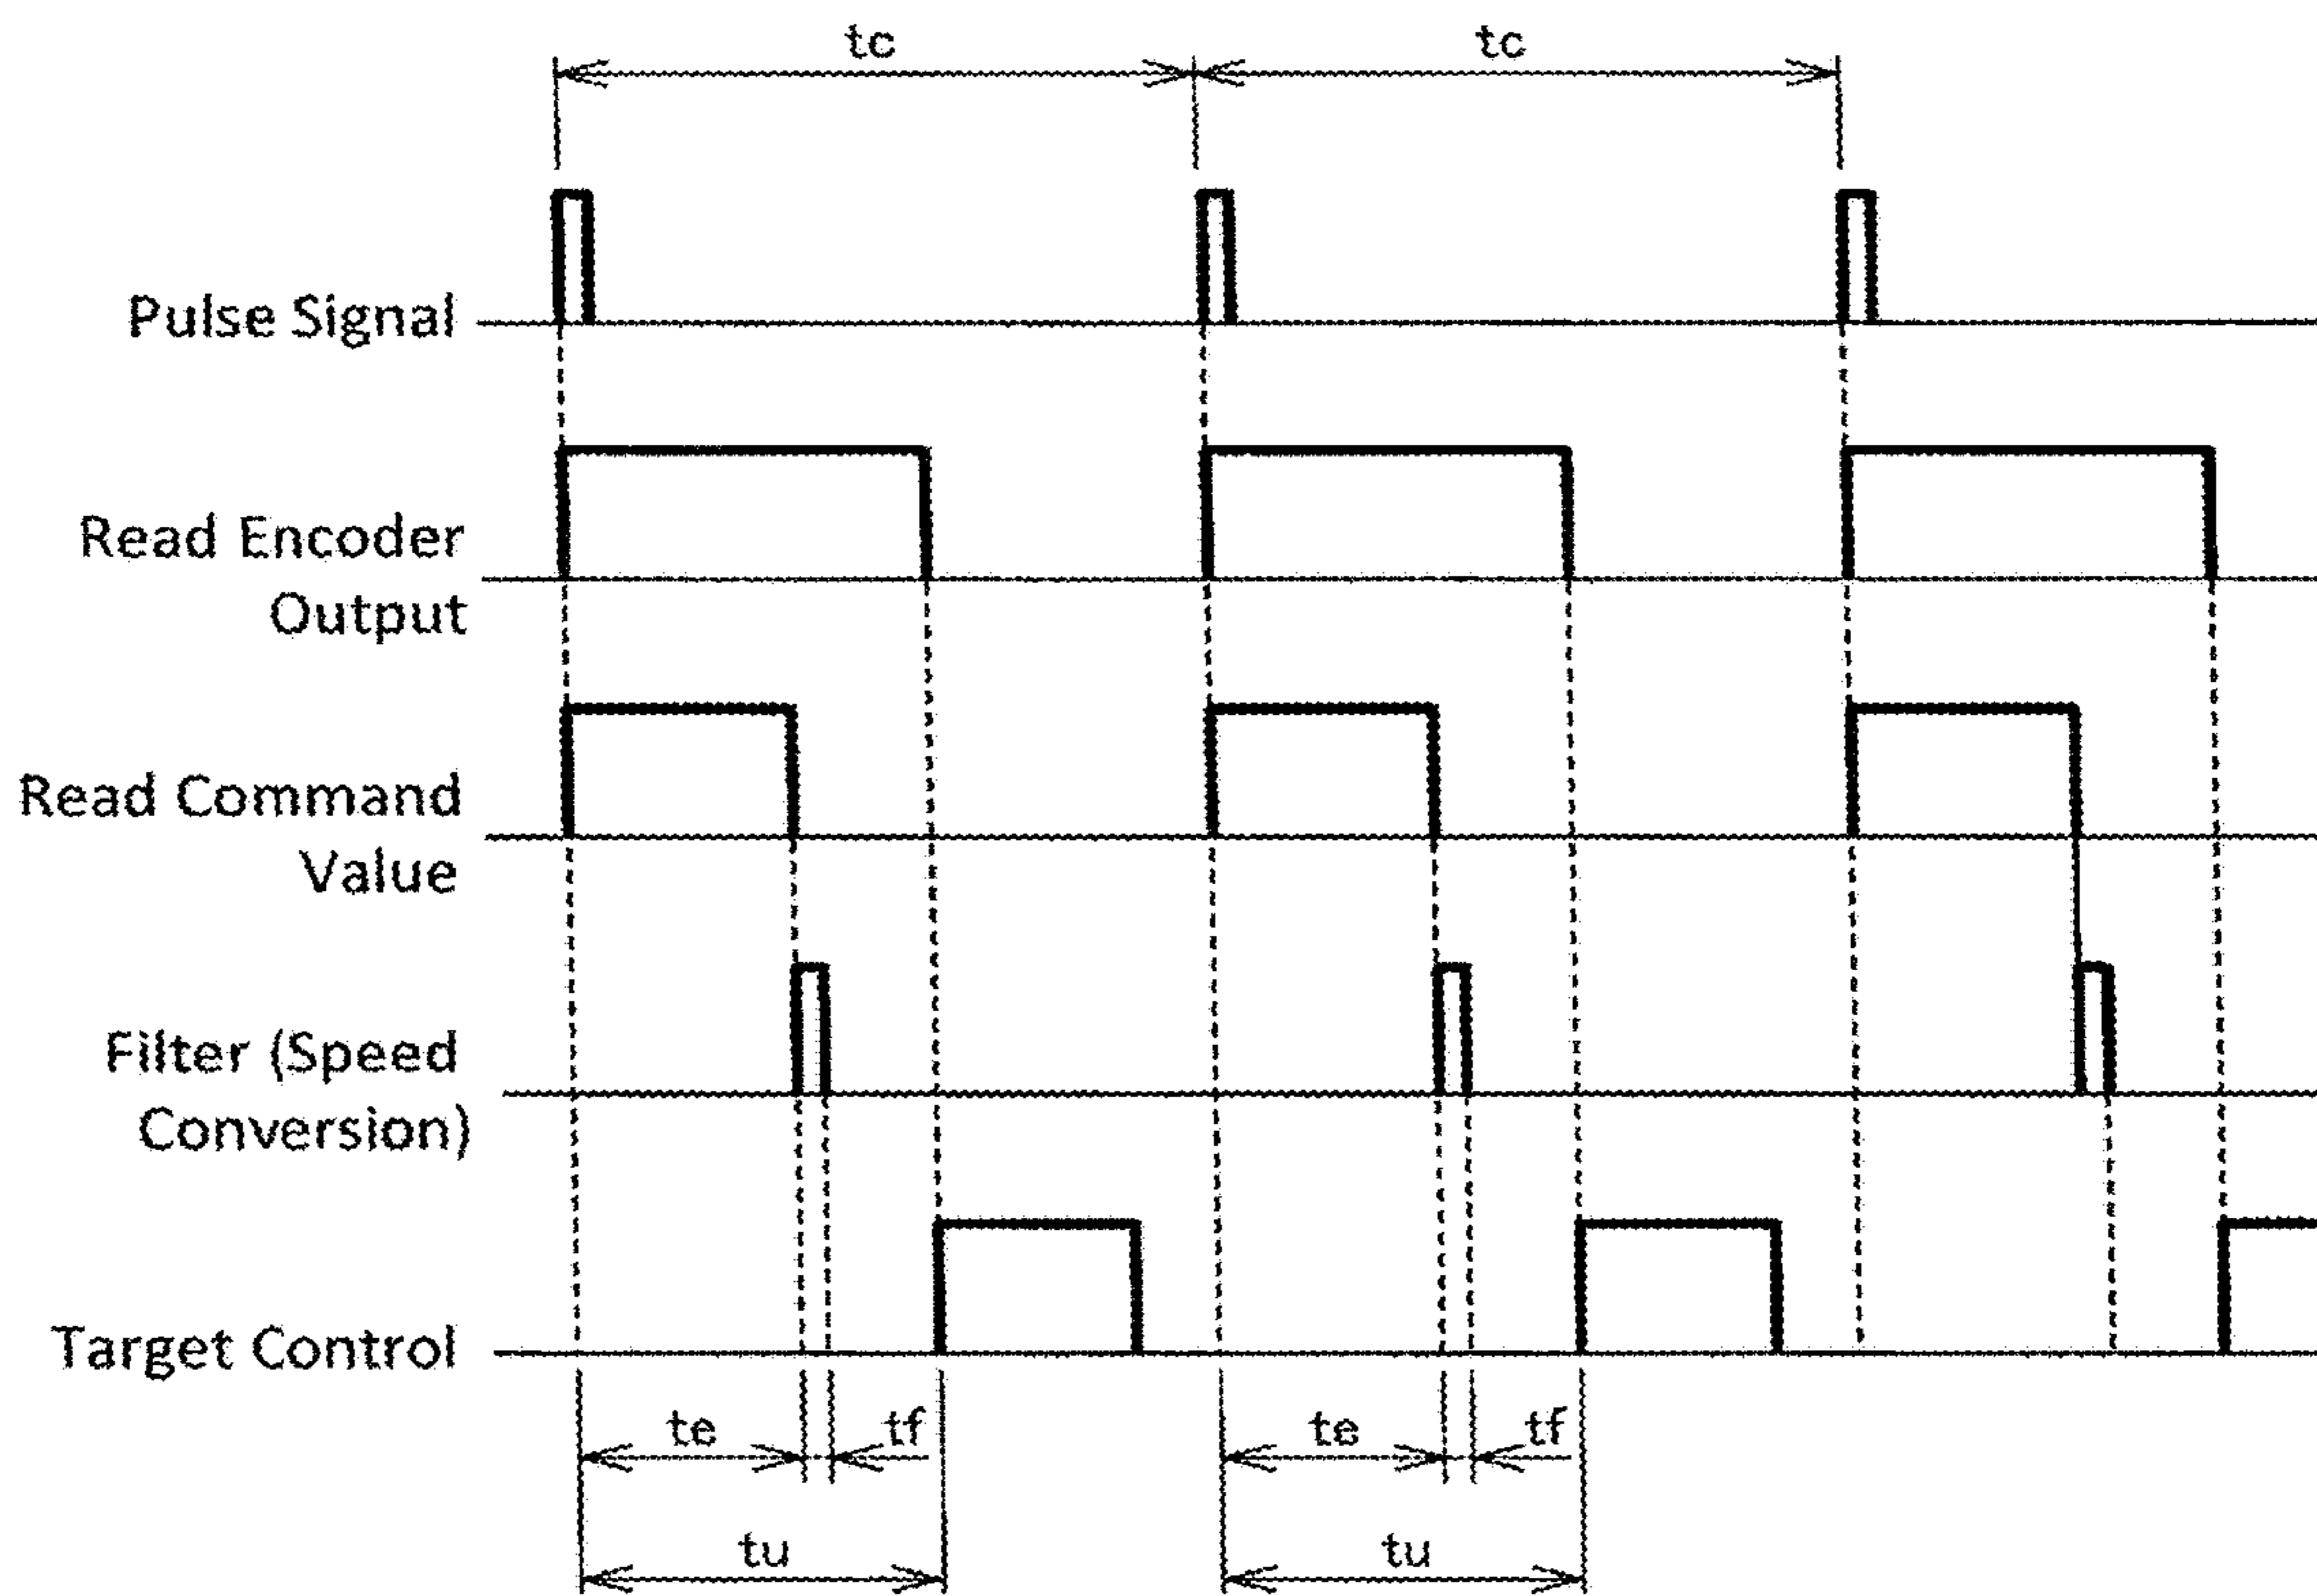 tc tc
Pulse Signal
Read Encoder
Output
Read Command
Value
Filter (Speed
Conversion)
Target Control
te tf te tf
tu tu